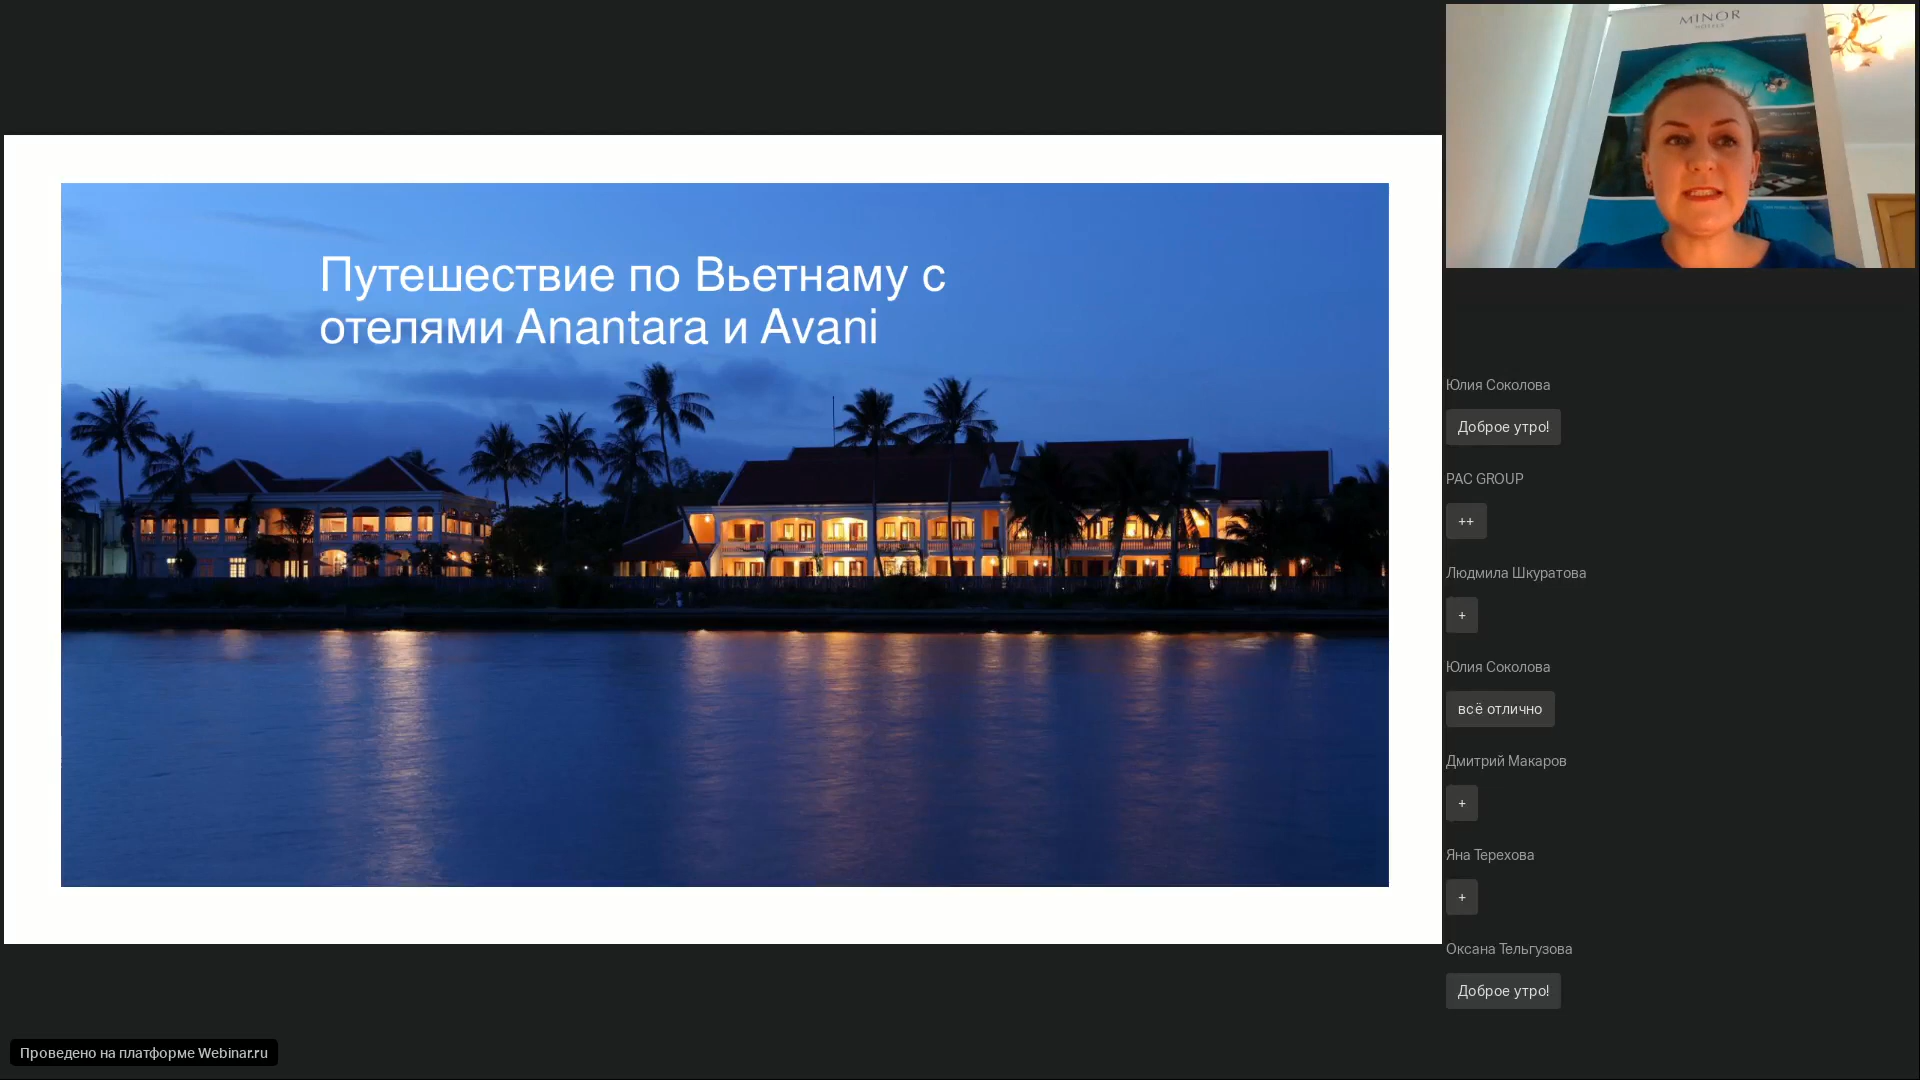 MINOR
HOTELS
Путешествие по Вьетнаму с
отелями Anantara и Avani
Юлия Соколова
Доброе утро!
PAC GROUP
++
Людмила Шкуратова
+
Юлия Соколова
всё отлично
Дмитрий Макаров
+
Яна Терехова
+
Оксана Тельгузова
Доброе утро!
Проведено на платформе Webinar.ru